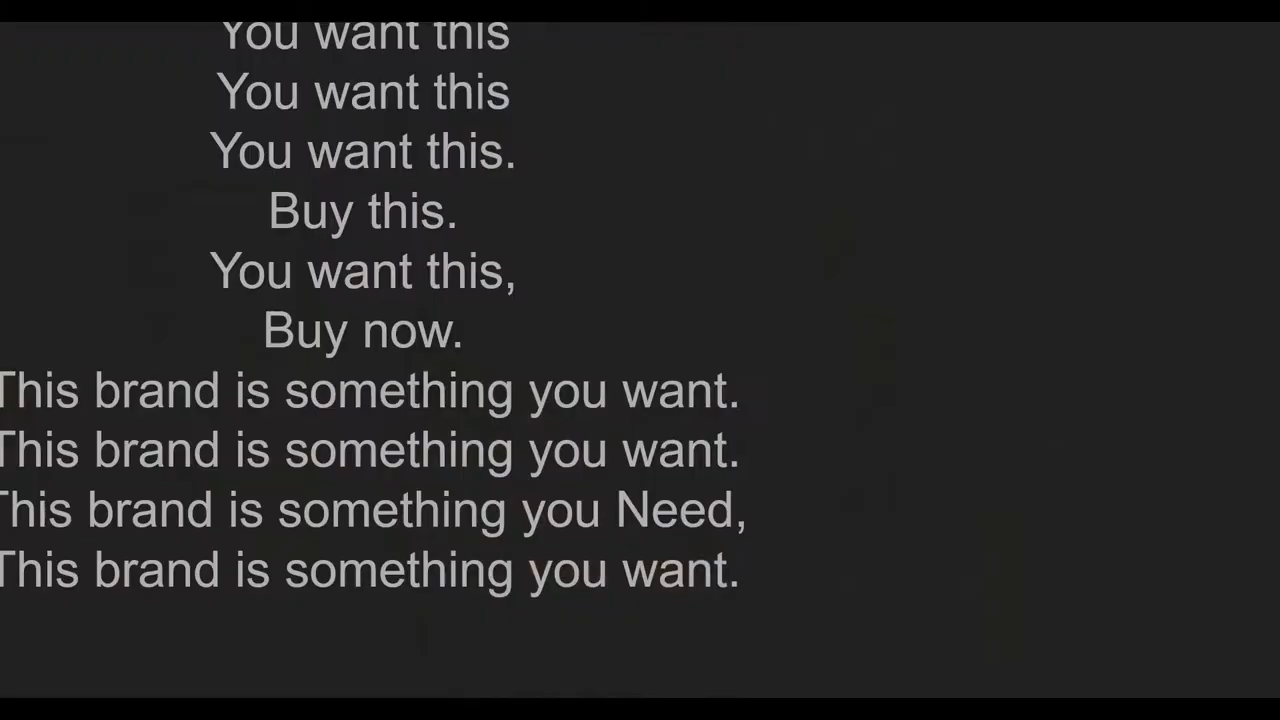 You want this
You want this
You want this.
Buy this.
You want this,
Buy now.
This brand is something you want.
This brand is something you want.
This brand is something you Need,
This brand is something you want.